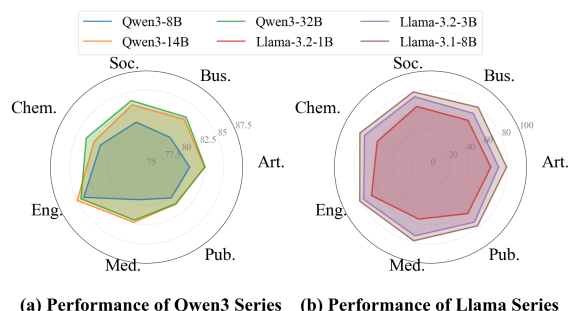 Qwen3-8B Qwen3-32B Llama-3.2-3B
Qwen3-14B Llama-3.2-1B Llama-3.1-8B
Soc. Bus. Chem. Art. Eng. Med. Pub.
75 77.5 80 82.5 85 87.5
Soc. Bus. Chem. Art. Eng. Med. Pub.
0 20 40 60 80 100
(a) Performance of Qwen3 Series (b) Performance of Llama Series